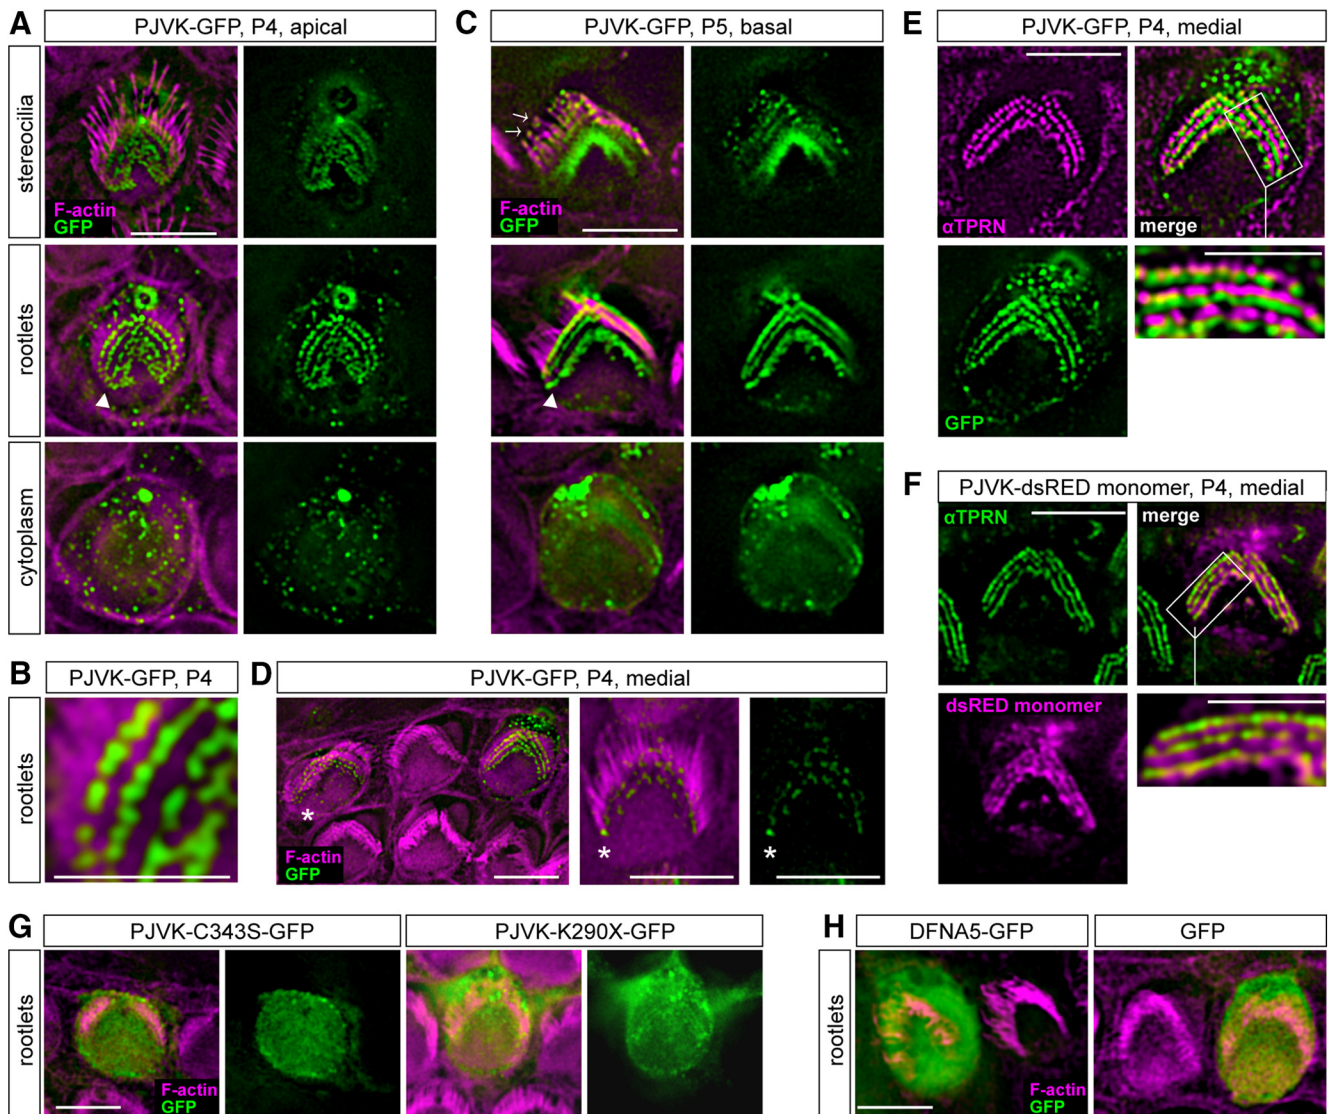 A
PJVK-GFP, P4, apical
stereocilia
F-actin
GFP
rootlets
cytoplasm
B
PJVK-GFP, P4
rootlets
C
PJVK-GFP, P5, basal
F-actin
GFP
D
PJVK-GFP, P4, medial
*
F-actin
GFP
*
*
E
PJVK-GFP, P4, medial
αTPRN
merge
GFP
F
PJVK-dsRED monomer, P4, medial
αTPRN
merge
dsRED monomer
G
PJVK-C343S-GFP
PJVK-K290X-GFP
rootlets
F-actin
GFP
H
DFNA5-GFP
GFP
rootlets
F-actin
GFP